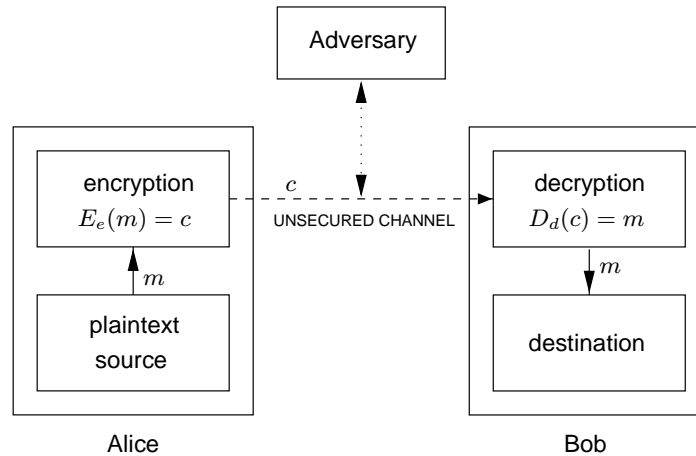 Adversary
encryption
E_e(m) = c
c
UNSECURED CHANNEL
decryption
D_d(c) = m
m
m
plaintext
source
destination
Alice
Bob